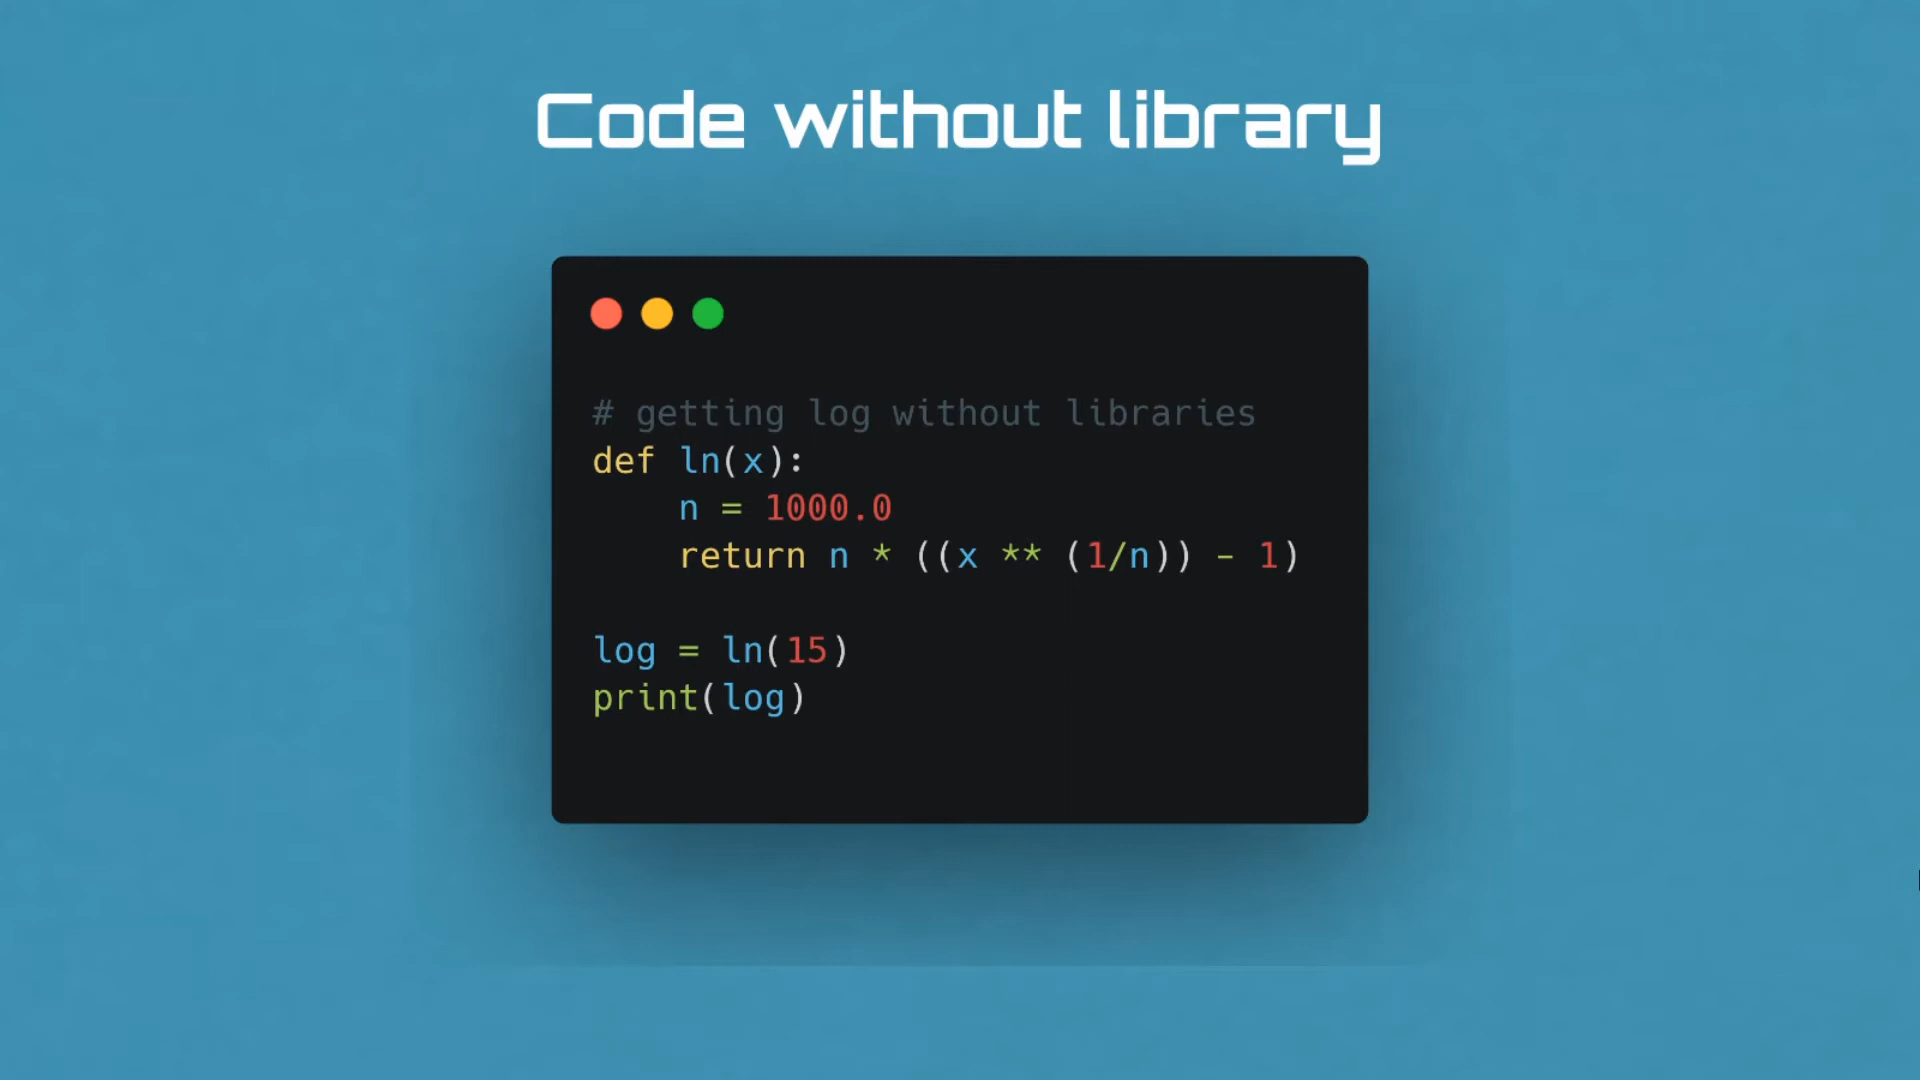 Code without library
# getting log without libraries
def ln(x):
    n = 1000.0
    return n * ((x ** (1/n)) - 1)
log = ln(15)
print(log)